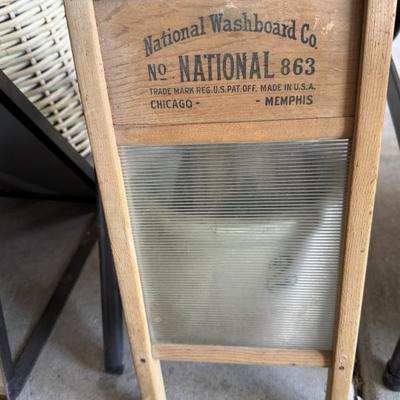 National Washboard Co.
No NATIONAL 863
TRADE MARK REG. U.S. PAT. OFF. MADE IN U.S.A.
CHICAGO - - MEMPHIS